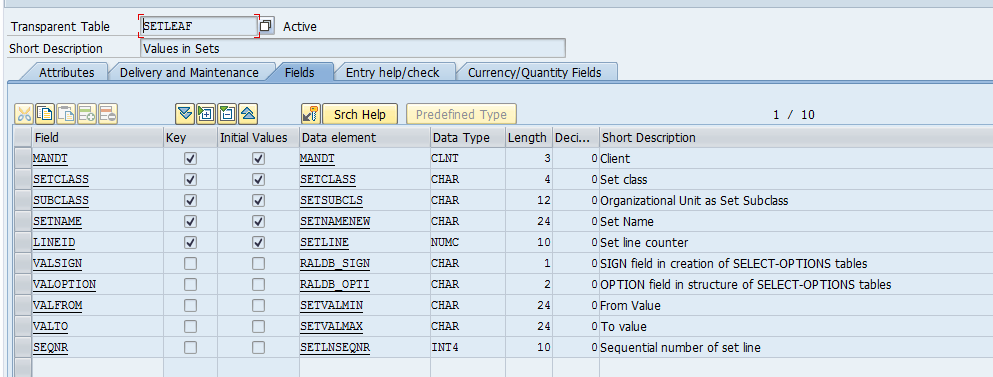 Transparent Table SETLEAF Active
Short Description Values in Sets
Attributes Delivery and Maintenance Fields Entry help/check Currency/Quantity Fields
Srch Help Predefined Type 1 / 10
Field Key Initial Values Data element Data Type Length Deci... Short Description
MANDT MANDT CLNT 3 0 Client
SETCLASS SETCLASS CHAR 4 0 Set class
SUBCLASS SETSUBCLS CHAR 12 0 Organizational Unit as Set Subclass
SETNAME SETNAMENEW CHAR 24 0 Set Name
LINEID SETLINE NUMC 10 0 Set line counter
VALSIGN RALDB_SIGN CHAR 1 0 SIGN field in creation of SELECT-OPTIONS tables
VALOPTION RALDB_OPTI CHAR 2 0 OPTION field in structure of SELECT-OPTIONS tables
VALFROM SETVALMIN CHAR 24 0 From Value
VALTO SETVALMAX CHAR 24 0 To value
SEQNR SETLNSEQNR INT4 10 0 Sequential number of set line